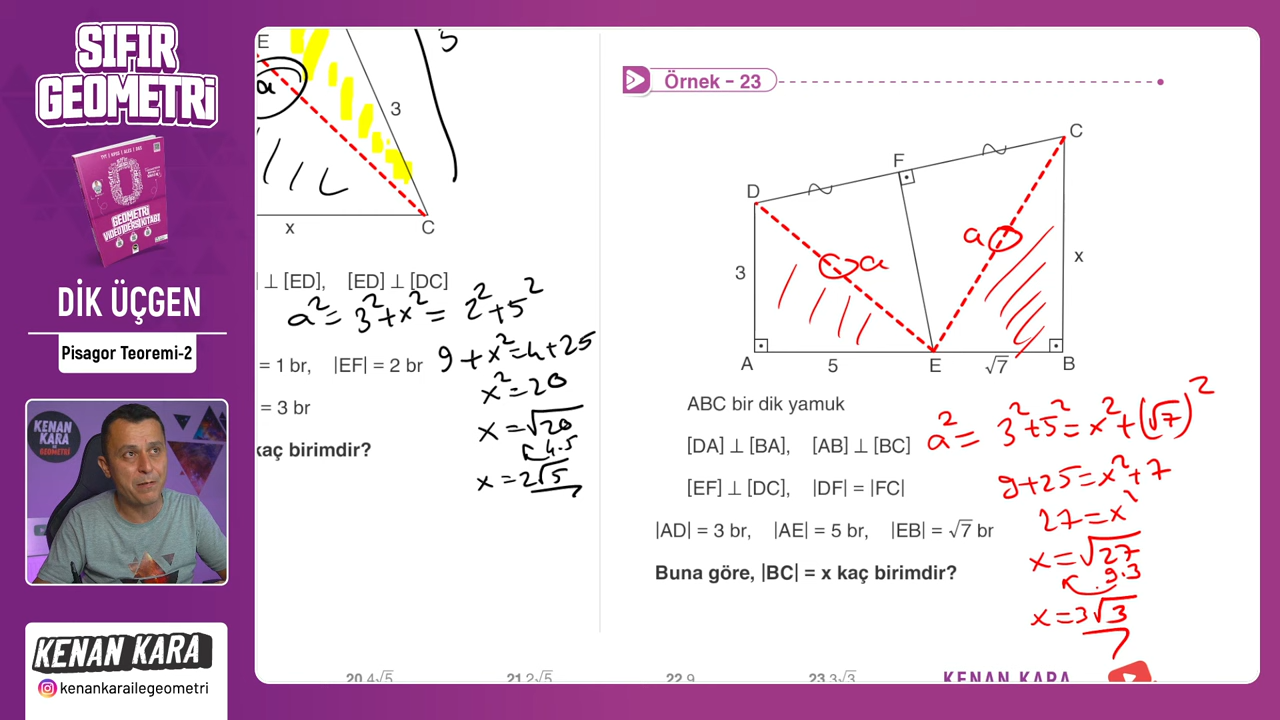 SIFIR
GEOMETRİ
GEOMETRİ
VİDEO DERS KİTABI
DİK ÜÇGEN
Pisagor Teoremi-2
KENAN
KARA
GEOMETRİ
KENAN KARA
kenankarailegeometri
E
a
3
5
x
C
⊥ [ED], [ED] ⊥ [DC]
a² = 3² + x² = 2² + 5²
= 1 br, |EF| = 2 br
9 + x² = 4 + 25
= 3 br
x² = 20
x = √20
4.5
kaç birimdir?
x = 2√5
Örnek - 23
C
F
D
a
a
3
x
A
5
E
√7
B
ABC bir dik yamuk
[DA] ⊥ [BA], [AB] ⊥ [BC]
[EF] ⊥ [DC], |DF| = |FC|
|AD| = 3 br, |AE| = 5 br, |EB| = √7 br
Buna göre, |BC| = x kaç birimdir?
a² = 3² + 5² = x² + (√7)²
9 + 25 = x² + 7
27 = x²
x = √27
9.3
x = 3√3
20.4√5 21.2√5 22.9 23.3√3
KENAN KARA